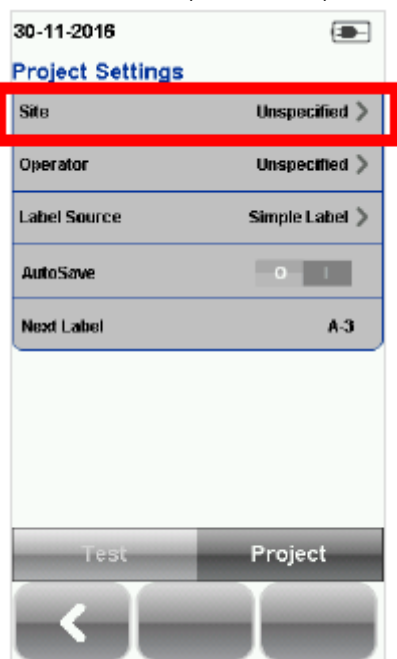 30-11-2016
Project Settings
Site Unspecified
Operator Unspecified
Label Source Simple Label
AutoSave O I
Next Label A-3
Test Project